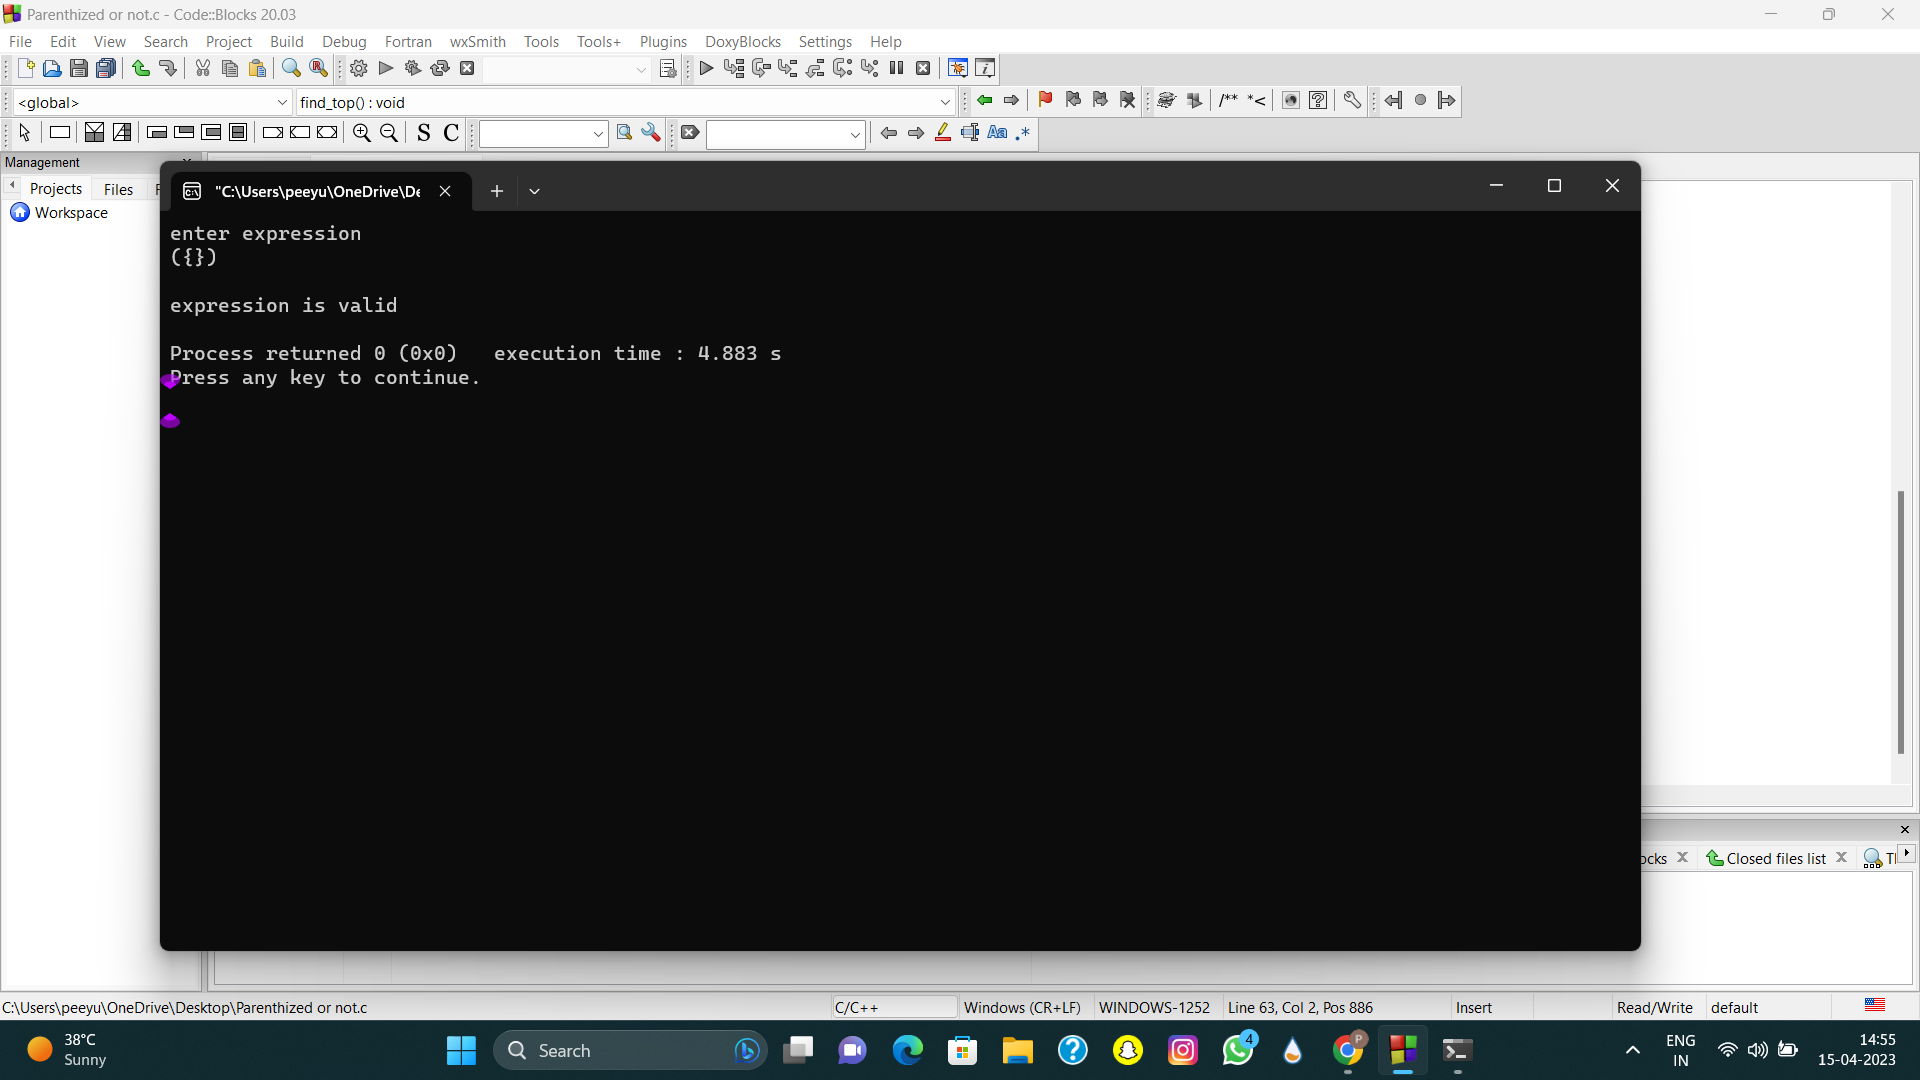 Parenthized or not.c - Code::Blocks 20.03
File Edit View Search Project Build Debug Fortran wxSmith Tools Tools+ Plugins DoxyBlocks Settings Help
<global> find_top() : void
/** *<
S C Aa .*
Management
Projects Files
"C:\Users\peeyu\OneDrive\De
Workspace
enter expression
({})
expression is valid
Process returned 0 (0x0) execution time : 4.883 s
Press any key to continue.
ocks Closed files list
C:\Users\peeyu\OneDrive\Desktop\Parenthized or not.c C/C++ Windows (CR+LF) WINDOWS-1252 Line 63, Col 2, Pos 886 Insert Read/Write default
38°C
Sunny
Search
4
P
ENG
IN
14:55
15-04-2023